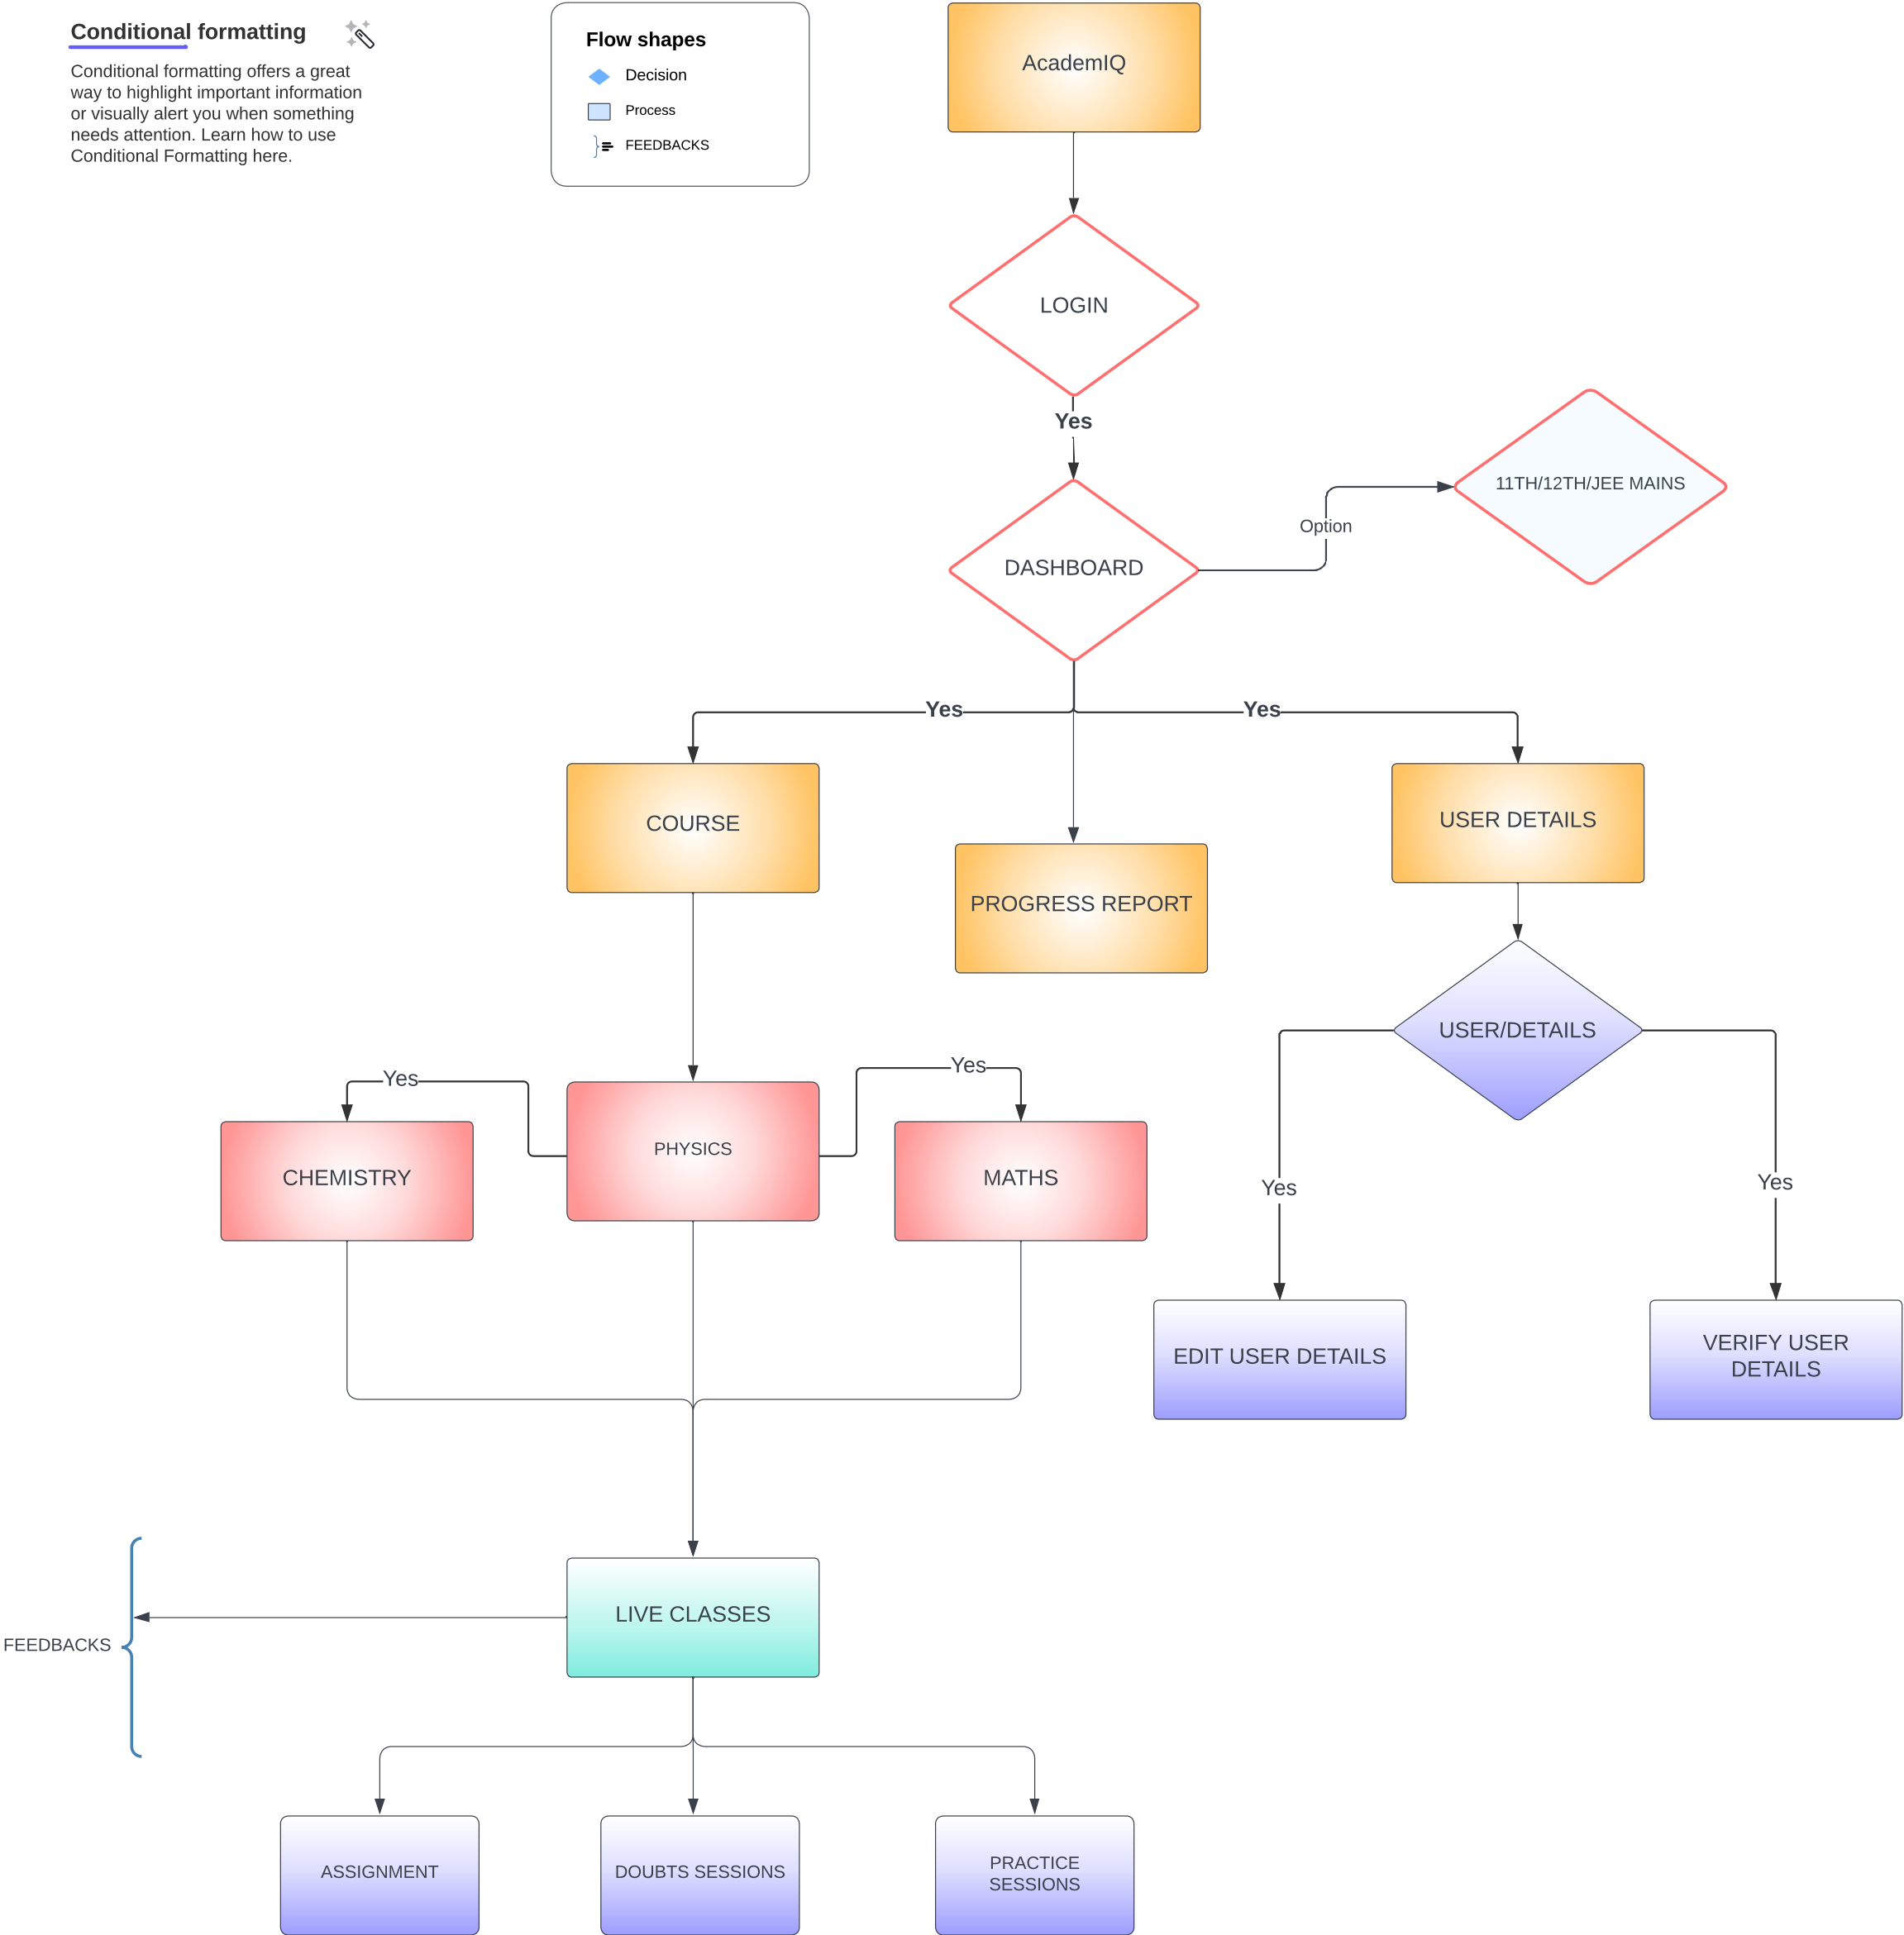 Conditional formatting
Conditional formatting offers a great
way to highlight important information
or visually alert you when something
needs attention. Learn how to use
Conditional Formatting here.
Flow shapes
Decision
Process
FEEDBACKS
AcademIQ
LOGIN
Yes
11TH/12TH/JEE MAINS
Option
DASHBOARD
Yes
Yes
COURSE
USER DETAILS
PROGRESS REPORT
USER/DETAILS
Yes
Yes
PHYSICS
CHEMISTRY
MATHS
Yes
Yes
EDIT USER DETAILS
VERIFY USER
DETAILS
LIVE CLASSES
FEEDBACKS
ASSIGNMENT
DOUBTS SESSIONS
PRACTICE
SESSIONS